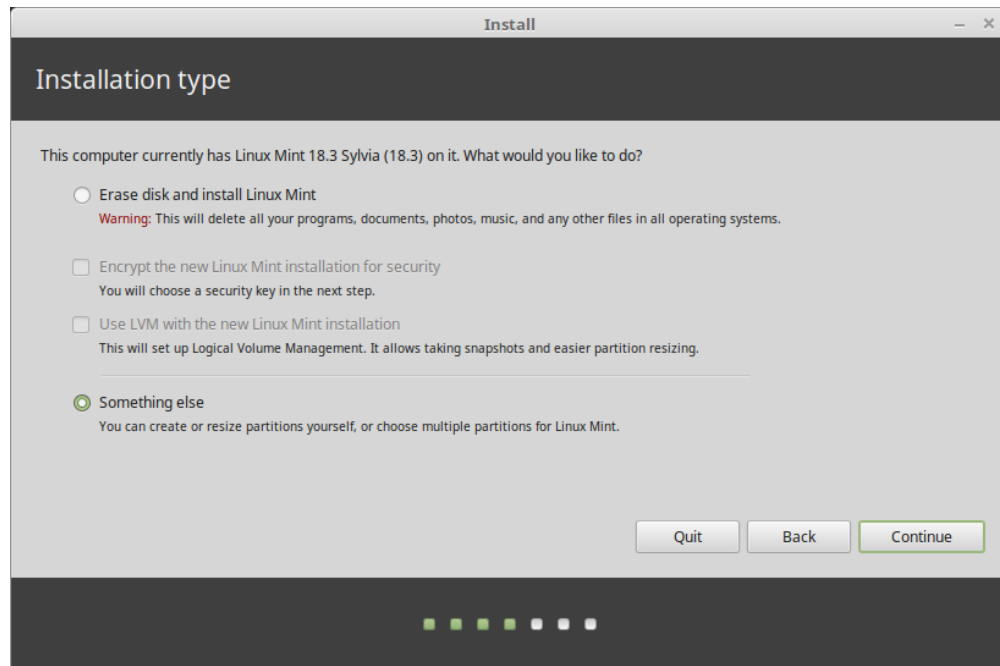 Install
Installation type
This computer currently has Linux Mint 18.3 Sylvia (18.3) on it. What would you like to do?
Erase disk and install Linux Mint
Warning: This will delete all your programs, documents, photos, music, and any other files in all operating systems.
Encrypt the new Linux Mint installation for security
You will choose a security key in the next step.
Use LVM with the new Linux Mint installation
This will set up Logical Volume Management. It allows taking snapshots and easier partition resizing.
Something else
You can create or resize partitions yourself, or choose multiple partitions for Linux Mint.
Quit Back Continue